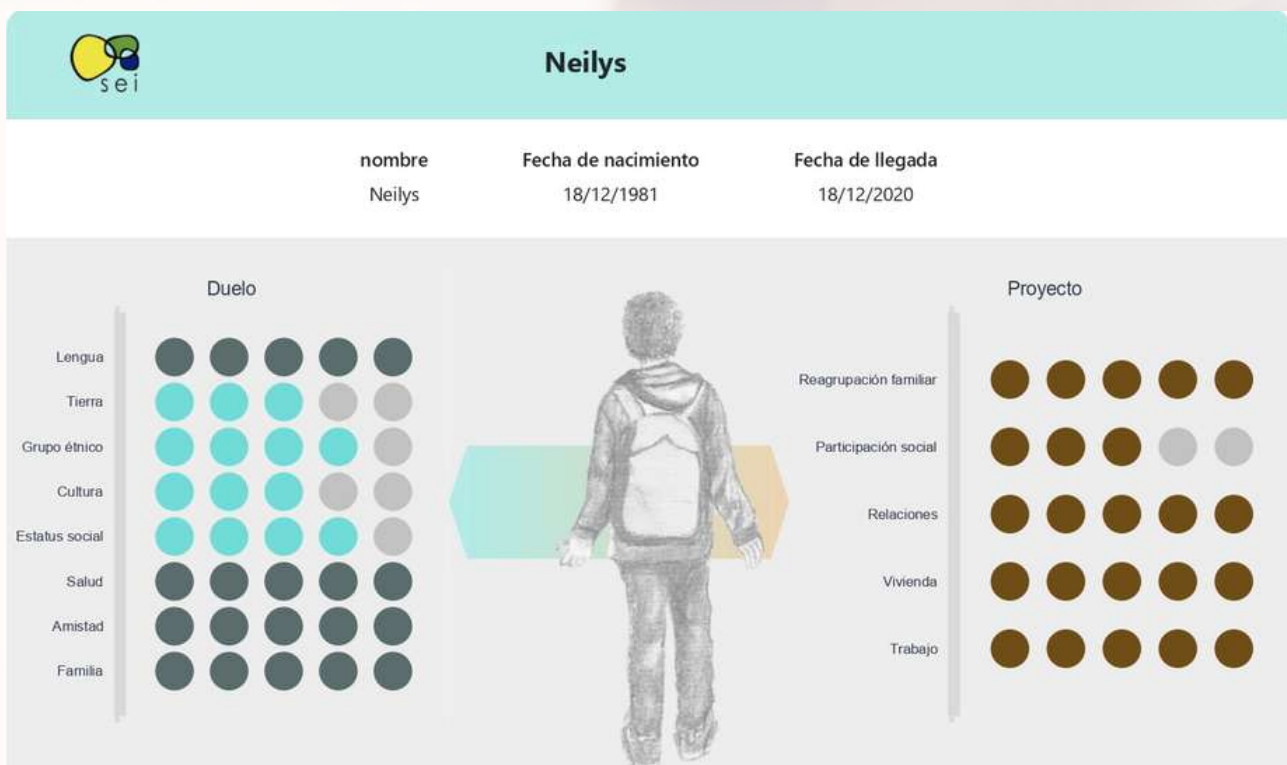 sei
Neilys
nombre Fecha de nacimiento Fecha de llegada
Neilys 18/12/1981 18/12/2020
Duelo
Lengua
Tierra
Grupo étnico
Cultura
Estatus social
Salud
Amistad
Familia
Proyecto
Reagrupación familiar
Participación social
Relaciones
Vivienda
Trabajo